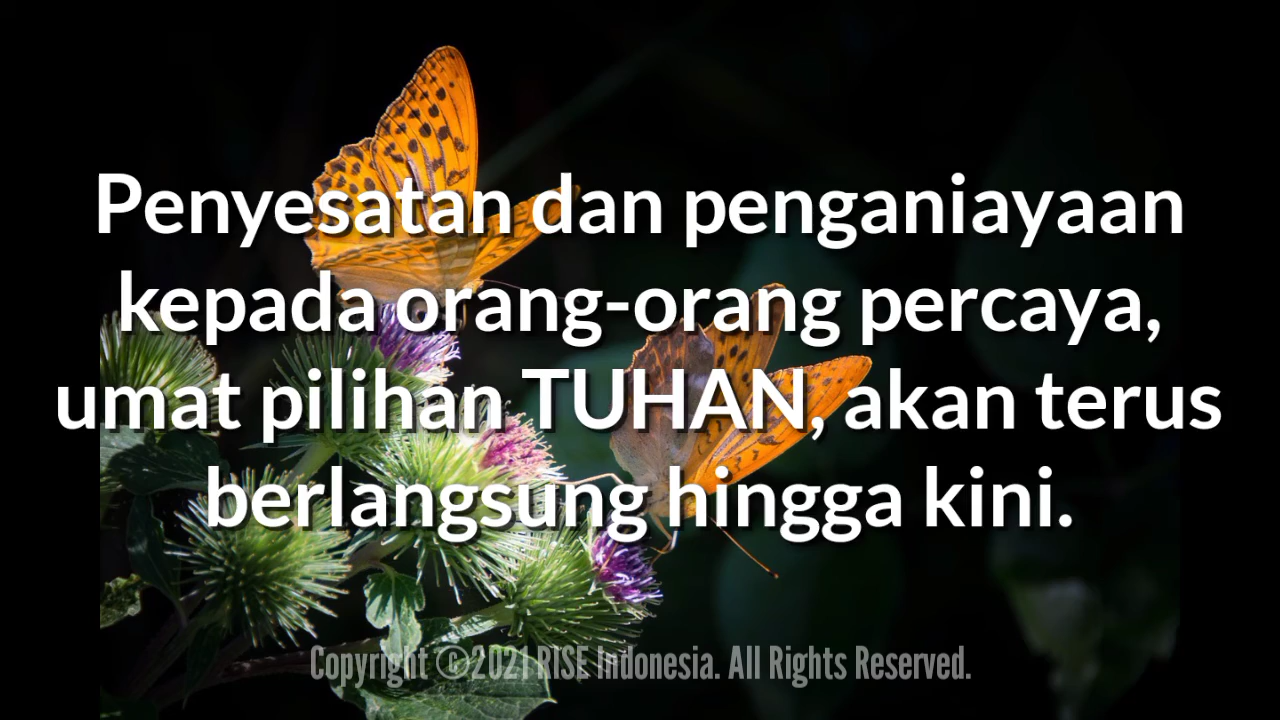 Penyesatan dan penganiayaan
kepada orang-orang percaya,
umat pilihan TUHAN, akan terus
berlangsung hingga kini.
Copyright ©2021 RISE Indonesia. All Rights Reserved.